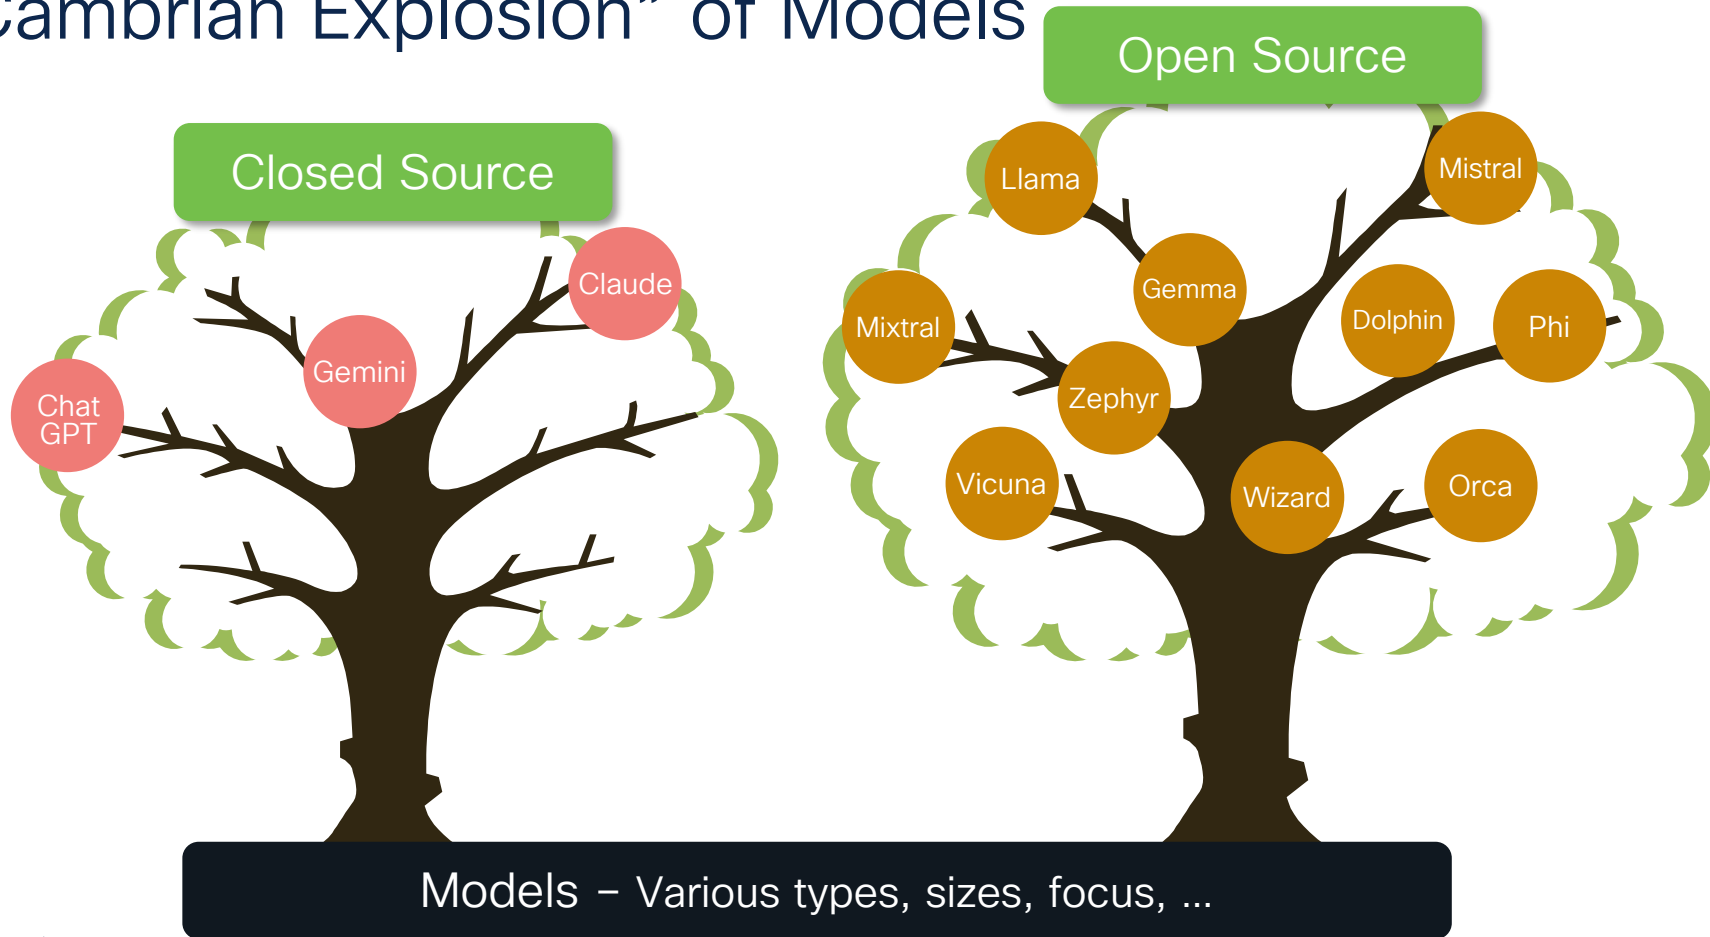 Cambrian Explosion” of Models
Open Source
Closed Source
Llama
Mistral
Claude
Gemma
Mixtral
Dolphin
Phi
Gemini
Chat
GPT
Zephyr
Vicuna
Wizard
Orca
Models – Various types, sizes, focus, ...